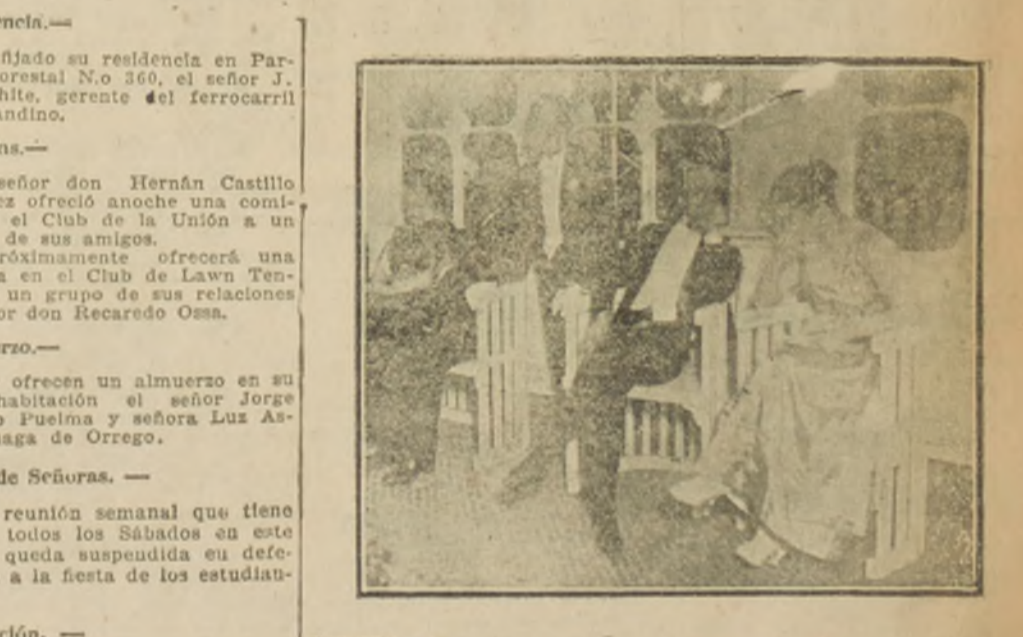 ncia.—
fijado su residencia en Par-
orestal N.o 360, el señor J.
hite, gerente del ferrocarril
andino.
ns.—
señor don Hernán Castillo
ez ofreció anoche una comi-
el Club de la Unión a un
de sus amigos.
róximamente ofrecerá una
a en el Club de Lawn Ten-
un grupo de sus relaciones
or don Recaredo Ossa.
rzo.—
ofrecen un almuerzo en su
habitación el señor Jorge
o Puelma y señora Luz As-
iaga de Orrego.
de Señoras. —
reunión semanal que tiene
todos los Sábados en este
queda suspendida en defe-
a la fiesta de los estudian-
ción. —